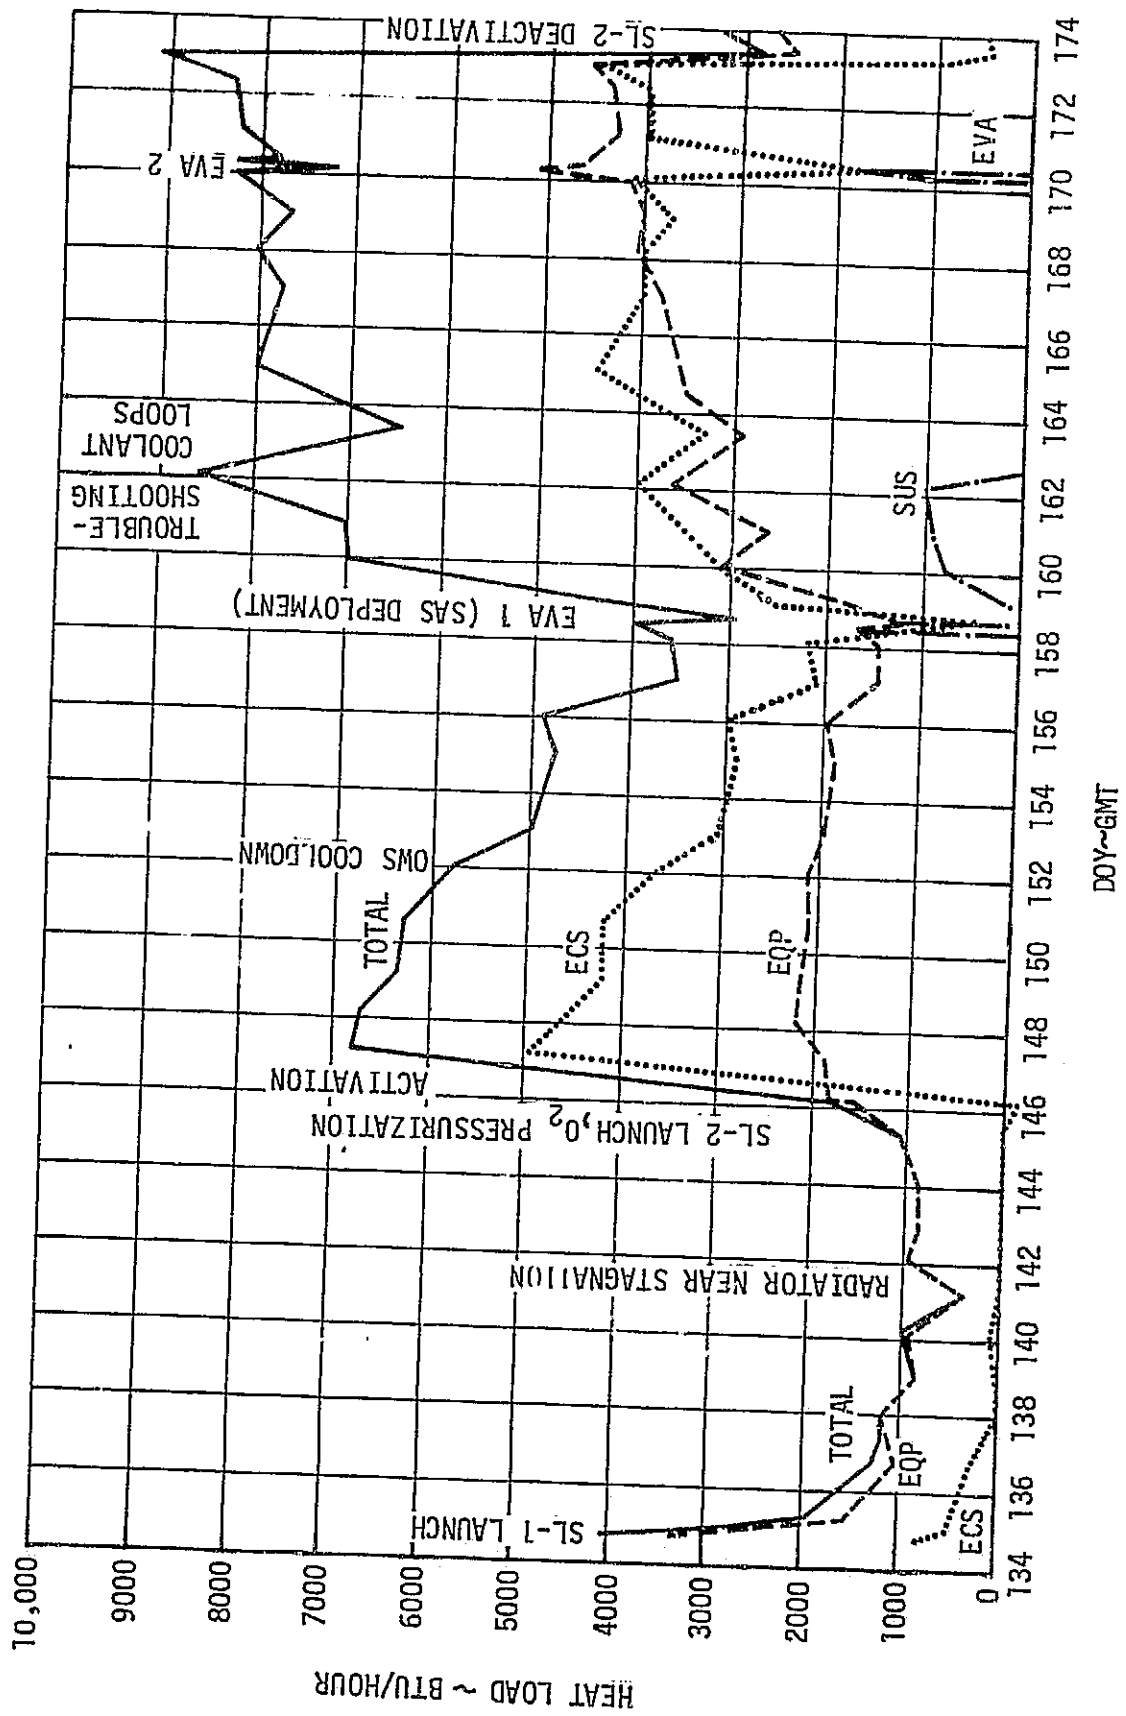 10,000
9000
8000
7000
6000
5000
4000
3000
2000
1000
0
HEAT LOAD ~ BTU/HOUR
134
136
138
140
142
144
146
148
150
152
154
156
158
160
162
164
166
168
170
172
174
DOY~GMT
SL-1 LAUNCH
TOTAL
EQP
ECS
RADIATOR NEAR STAGNATION
SL-2 LAUNCH, O₂ PRESSURIZATION
ACTIVATION
TOTAL
ECS
EQP
OWS COOLDOWN
EVA 1 (SAS DEPLOYMENT)
TROUBLE-
SHOOTING
COOLANT
LOOPS
SUS
EVA 2
EVA
SL-2 DEACTIVATION